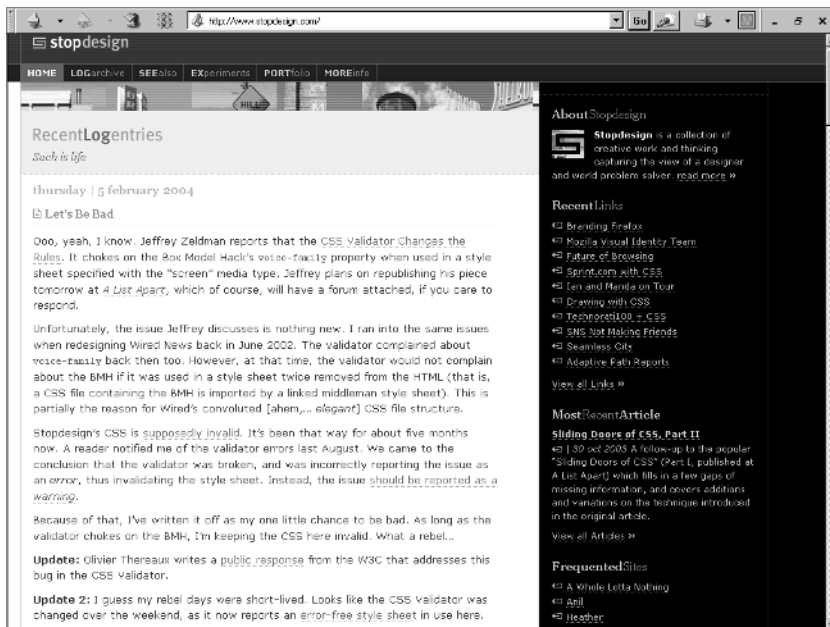 http://www.stopdesign.com/
Go
stopdesign
HOME LOGarchive SEEalso EXperiments PORTfolio MOREinfo
HILL
RecentLogentries
Such is life
thursday | 5 february 2004
Let's Be Bad
Ooo, yeah, I know. Jeffrey Zeldman reports that the CSS Validator Changes the
Rules. It chokes on the Box Model Hack's voice-family property when used in a style
sheet specified with the "screen" media type. Jeffrey plans on republishing his piece
tomorrow at A List Apart, which of course, will have a forum attached, if you care to
respond.
Unfortunately, the issue Jeffrey discusses is nothing new. I ran into the same issues
when redesigning Wired News back in June 2002. The validator complained about
voice-family back then too. However, at that time, the validator would not complain
about the BMH if it was used in a style sheet twice removed from the HTML (that is,
a CSS file containing the BMH is imported by a linked middleman style sheet). This is
partially the reason for Wired's convoluted [ahem,... elegant] CSS file structure.
Stopdesign's CSS is supposedly invalid. It's been that way for about five months
now. A reader notified me of the validator errors last August. We came to the
conclusion that the validator was broken, and was incorrectly reporting the issue as
an error, thus invalidating the style sheet. Instead, the issue should be reported as a
warning.
Because of that, I've written it off as my one little chance to be bad. As long as the
validator chokes on the BMH, I'm keeping the CSS here invalid. What a rebel...
Update: Olivier Thereaux writes a public response from the W3C that addresses this
bug in the CSS Validator.
Update 2: I guess my rebel days were short-lived. Looks like the CSS Validator was
changed over the weekend, as it now reports an error-free style sheet in use here.
AboutStopdesign
Stopdesign is a collection of
creative work and thinking
capturing the view of a designer
and world problem solver. read more »
RecentLinks
Branding Firefox
Mozilla Visual Identity Team
Future of Browsing
Sprint.com with CSS
Ian and Manda on Tour
Drawing with CSS
Technorati100 + CSS
SNS Not Making Friends
Seamless City
Adaptive Path Reports
View all Links »
MostRecentArticle
Sliding Doors of CSS, Part II
| 30 oct 2003 A follow-up to the popular
"Sliding Doors of CSS" (Part I, published at
A List Apart) which fills in a few gaps of
missing information, and covers additions
and variations on the technique introduced
in the original article.
View all Articles »
FrequentedSites
A Whole Lotta Nothing
Anil
Heather